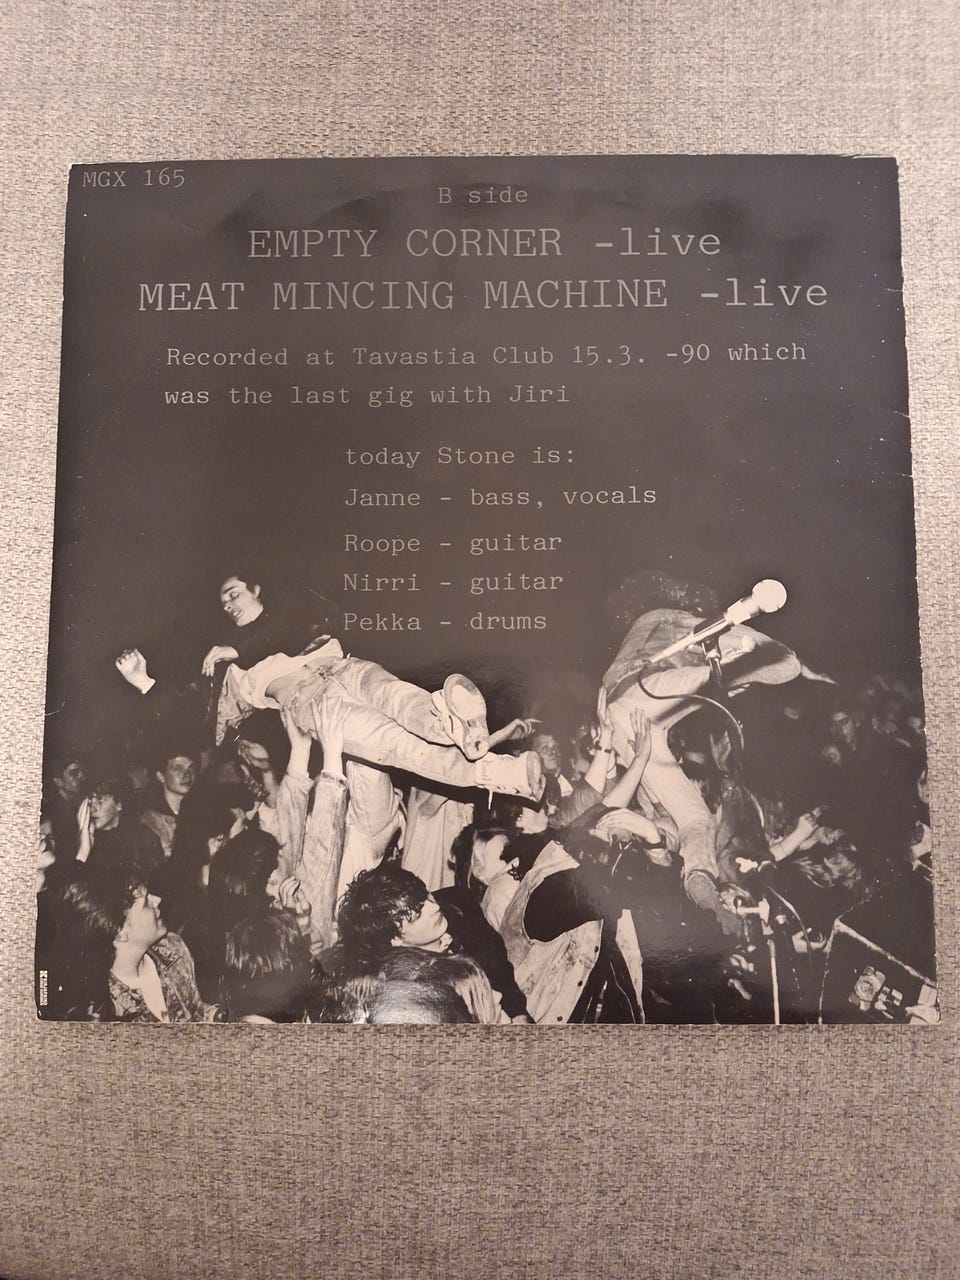 MGX 165
B side
EMPTY CORNER -live
MEAT MINCING MACHINE -live
Recorded at Tavastia Club 15.3. -90 which
was the last gig with Jiri
today Stone is:
Janne - bass, vocals
Roope - guitar
Nirri - guitar
Pekka - drums